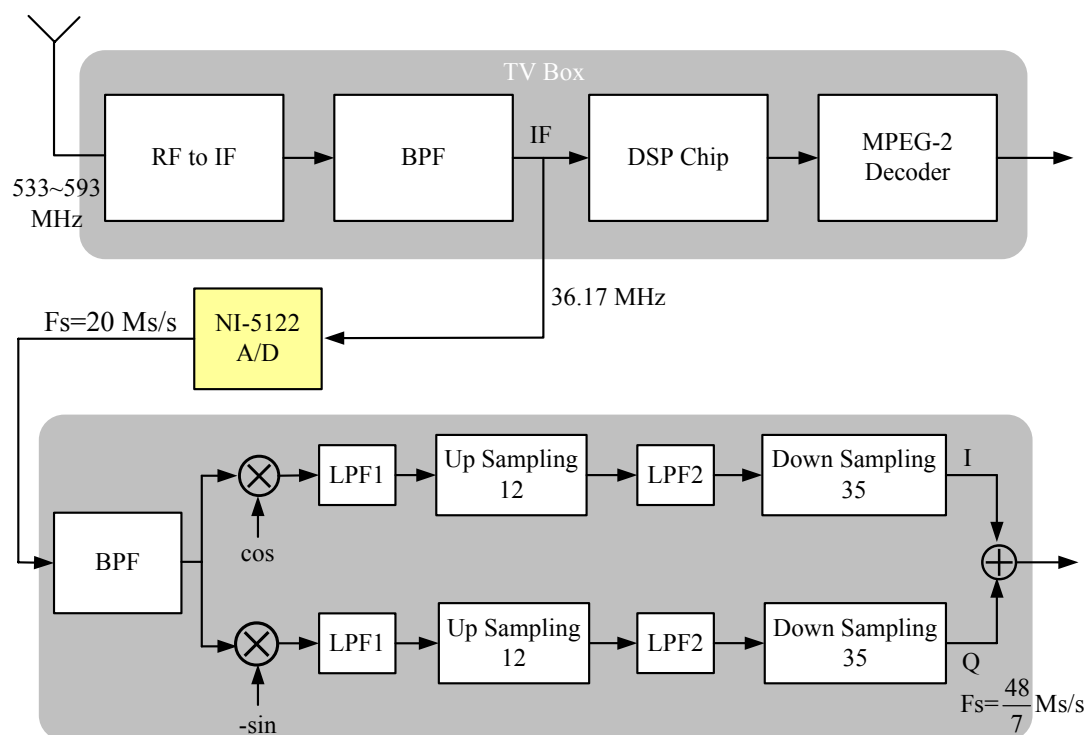 TV Box
RF to IF
BPF
IF
DSP Chip
MPEG-2
Decoder
533~593
MHz
36.17 MHz
Fs=20 Ms/s
NI-5122
A/D
BPF
cos
LPF1
Up Sampling
12
LPF2
Down Sampling
35
I
-sin
LPF1
Up Sampling
12
LPF2
Down Sampling
35
Q
Fs=48/7 Ms/s